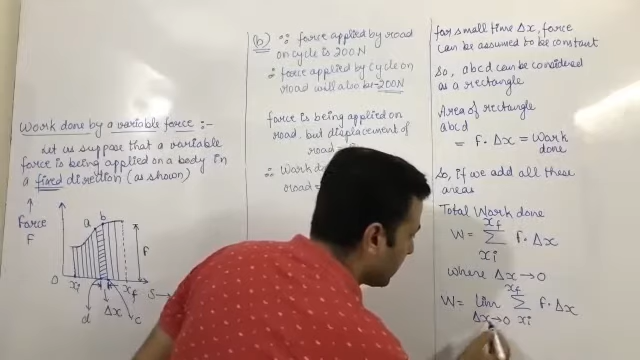 Work done by a variable force :-
Let us suppose that a variable
force is being applied on a body in
a fixed direction (as shown)
Force
F
a b
F
O xi xf S→
d Δx c
(b) ∵ force applied by road
on cycle is 200N
∴ force applied by cycle on
road will also be 200N
force is being applied on
road, but displacement of
road =
∴ Work
road =
for small time Δx, force
can be assumed to be constant
So, abcd can be considered
as a rectangle
Area of rectangle
abcd
= F·Δx = Work done
So, if we add all these
areas
Total Work done
W = Σ F·Δx
xf
xi
where Δx→0
W = lim Σ F·Δx
xf
Δx→0 xi